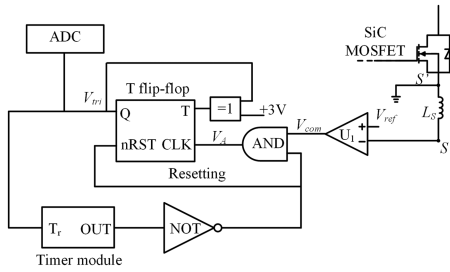 ADC
SiC
MOSFET
S'
V_tri
T flip-flop
Q
T
=1
+3V
nRST CLK
V_A
AND
V_com
U_1
+
−
V_ref
L_S
S
Resetting
T_r
OUT
NOT
Timer module